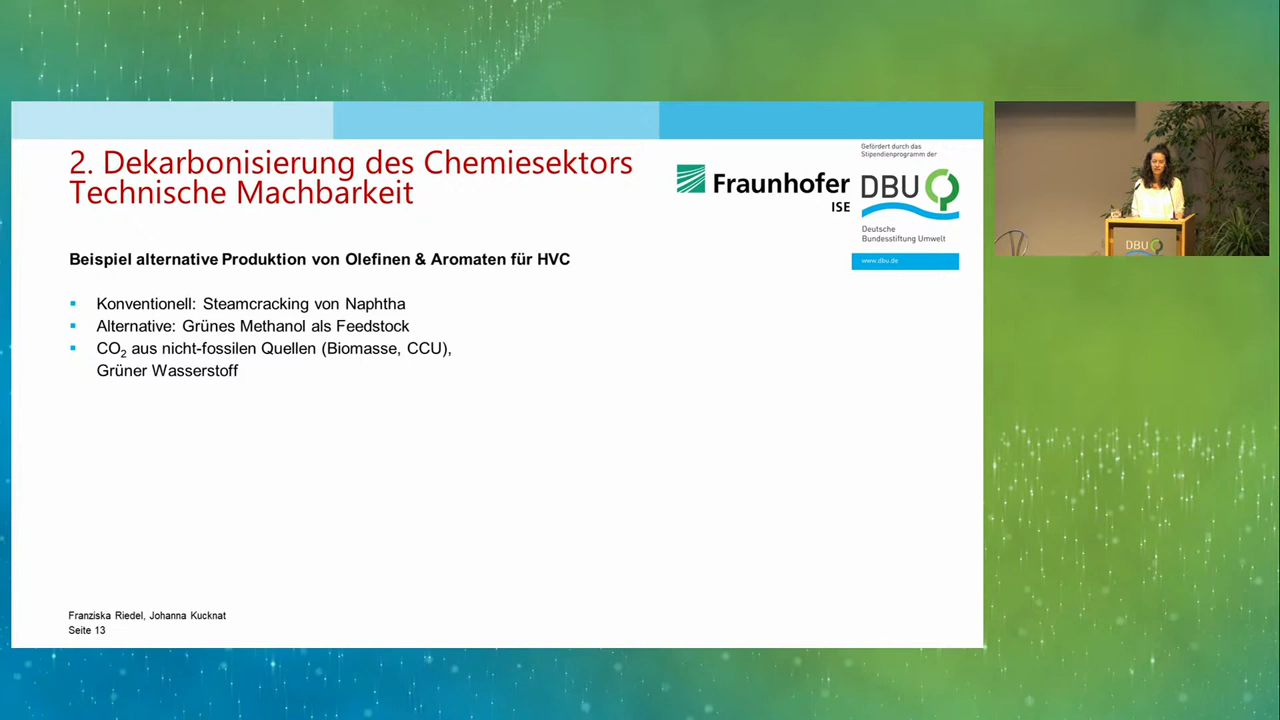 2. Dekarbonisierung des Chemiesektors
Technische Machbarkeit
Fraunhofer
ISE
Gefördert durch das
Stipendienprogramm der
DBU
Deutsche
Bundesstiftung Umwelt
www.dbu.de
Beispiel alternative Produktion von Olefinen & Aromaten für HVC
Konventionell: Steamcracking von Naphtha
Alternative: Grünes Methanol als Feedstock
CO₂ aus nicht-fossilen Quellen (Biomasse, CCU),
Grüner Wasserstoff
Franziska Riedel, Johanna Kucknat
Seite 13
DBU